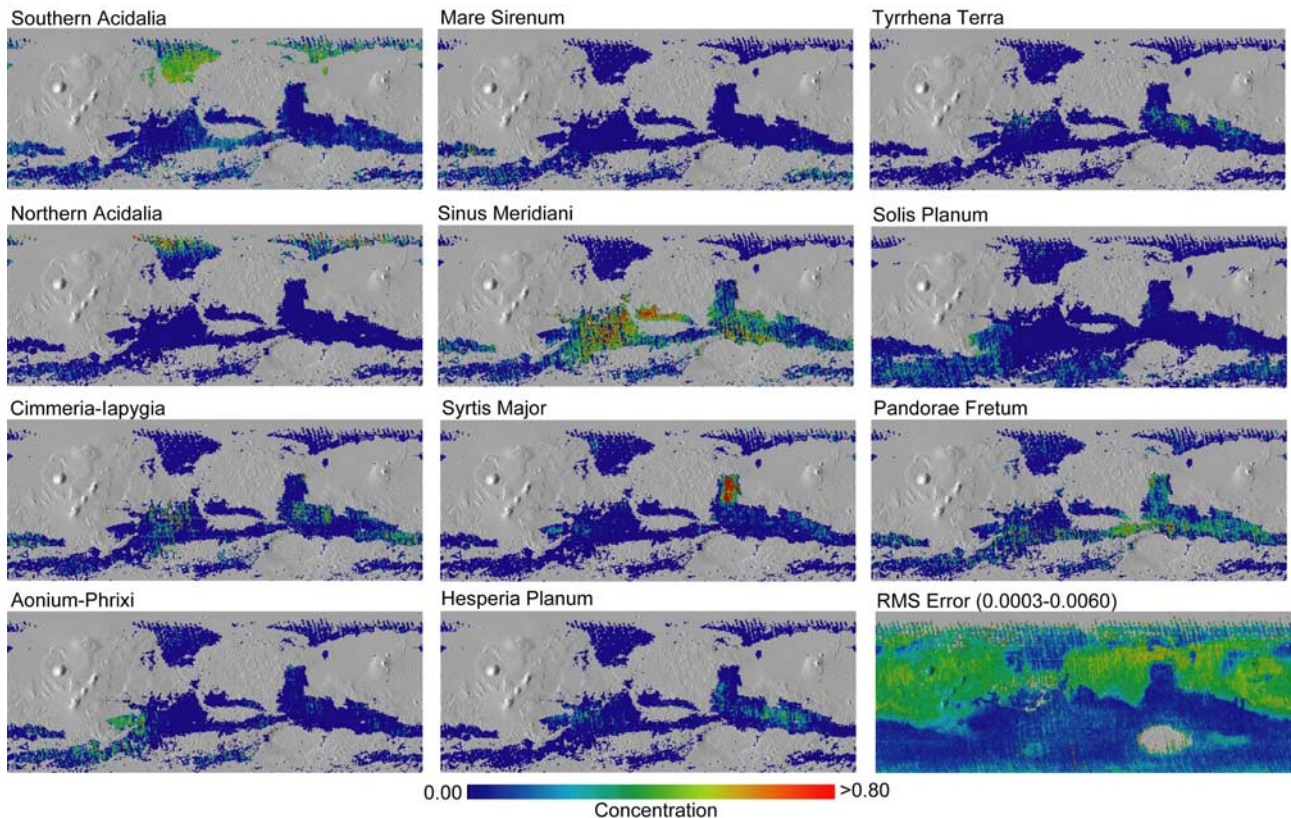 Southern Acidalia
Mare Sirenum
Tyrrhena Terra
Northern Acidalia
Sinus Meridiani
Solis Planum
Cimmeria-Iapygia
Syrtis Major
Pandorae Fretum
Aonium-Phrixi
Hesperia Planum
RMS Error (0.0003-0.0060)
0.00
>0.80
Concentration